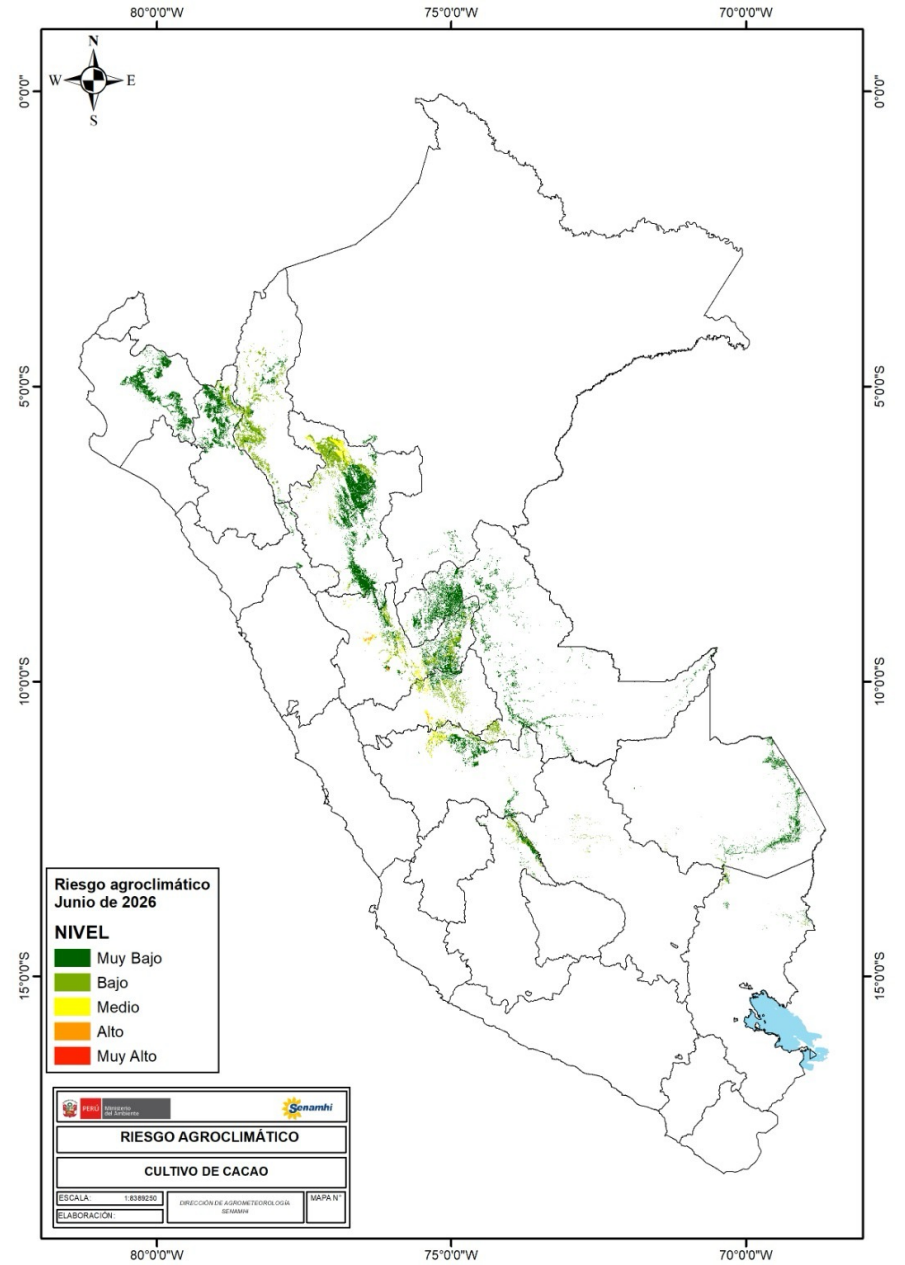 80°0'0"W 75°0'0"W 70°0'0"W
N
W E
S
0°0'0" 0°0'0"
5°0'0"S 5°0'0"S
10°0'0"S 10°0'0"S
15°0'0"S 15°0'0"S
Riesgo agroclimático
Junio de 2026
NIVEL
Muy Bajo
Bajo
Medio
Alto
Muy Alto
PERÚ Ministerio
del Ambiente
Senamhi
RIESGO AGROCLIMÁTICO
CULTIVO DE CACAO
ESCALA: 1:8389250
DIRECCIÓN DE AGROMETEOROLOGÍA
SENAMHI
MAPA N°
ELABORACIÓN:
80°0'0"W 75°0'0"W 70°0'0"W